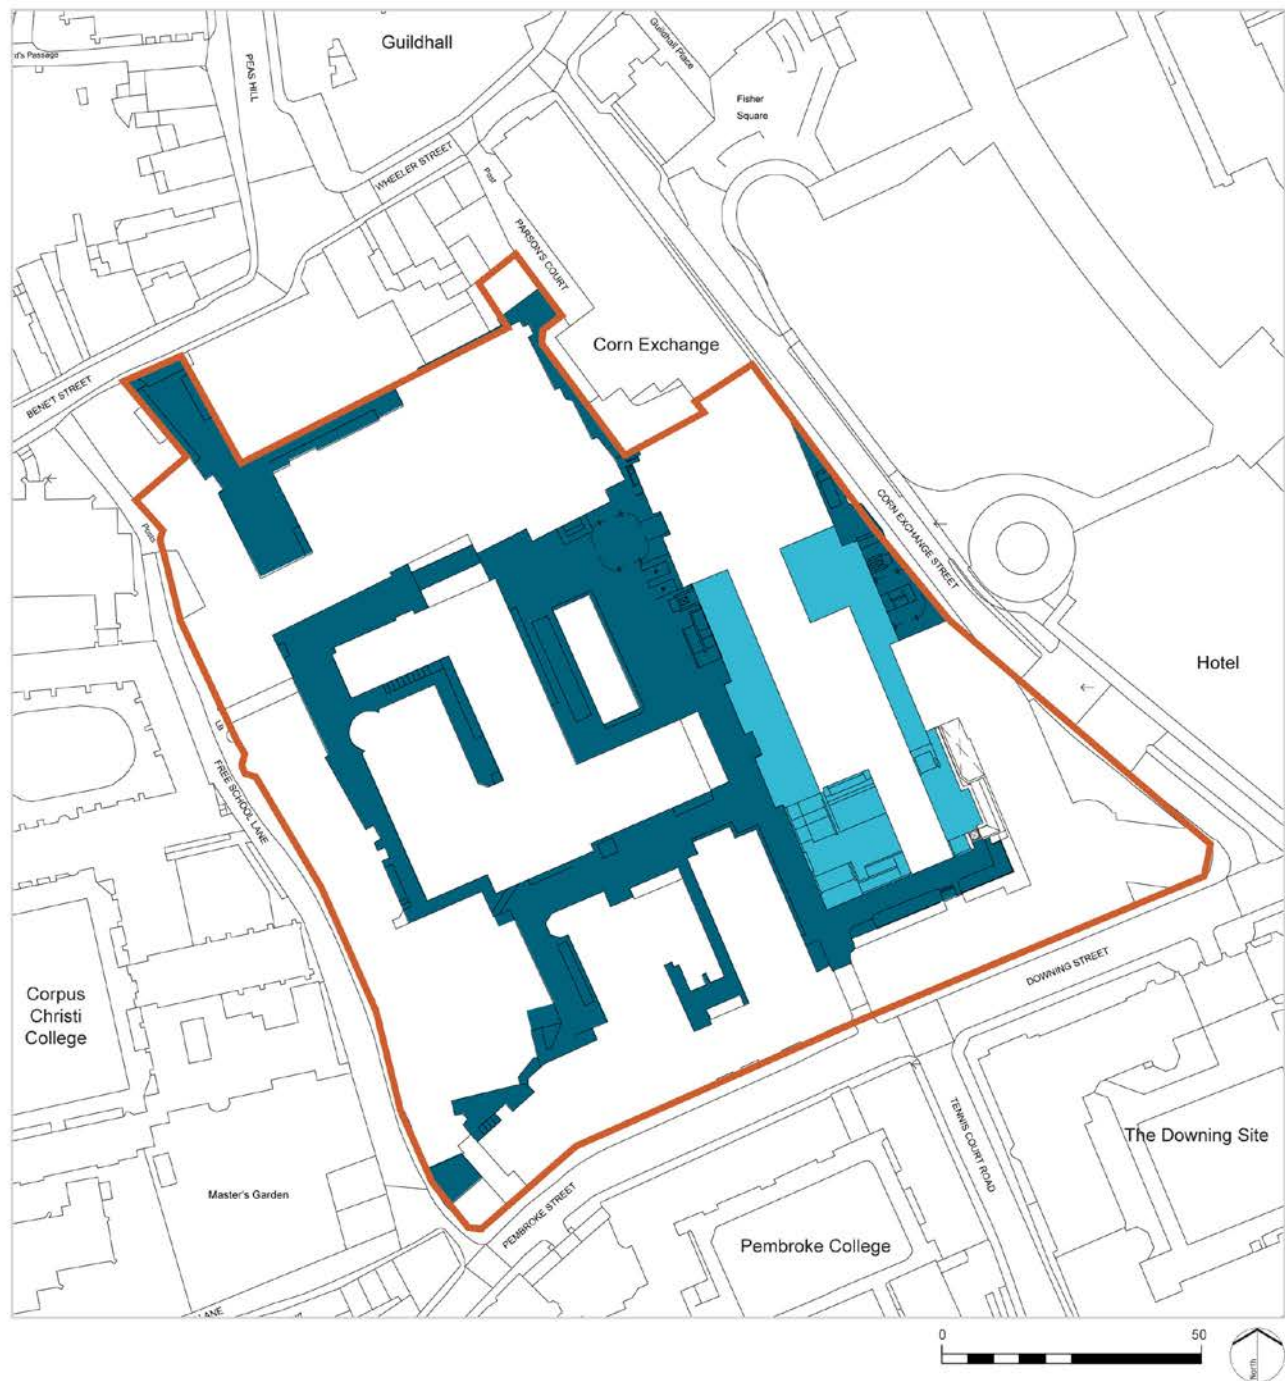 Guildhall
Guildhall Place
d's Passage
PEAS HILL
Fisher
Square
WHEELER STREET
Post
PARSON'S COURT
Corn Exchange
BENE'T STREET
CORN EXCHANGE STREET
Posts
Hotel
LB
FREE SCHOOL LANE
DOWNING STREET
Corpus
Christi
College
TENNIS COURT ROAD
The Downing Site
Master's Garden
PEMBROKE STREET
Pembroke College
LANE
0 50
North